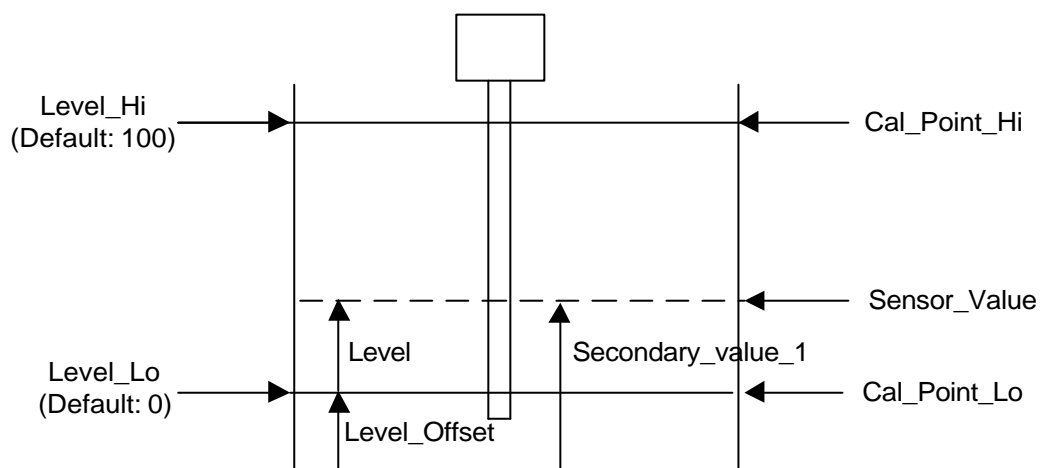 Level_Hi
(Default: 100)
Cal_Point_Hi
Sensor_Value
Level
Secondary_value_1
Level_Lo
(Default: 0)
Cal_Point_Lo
Level_Offset